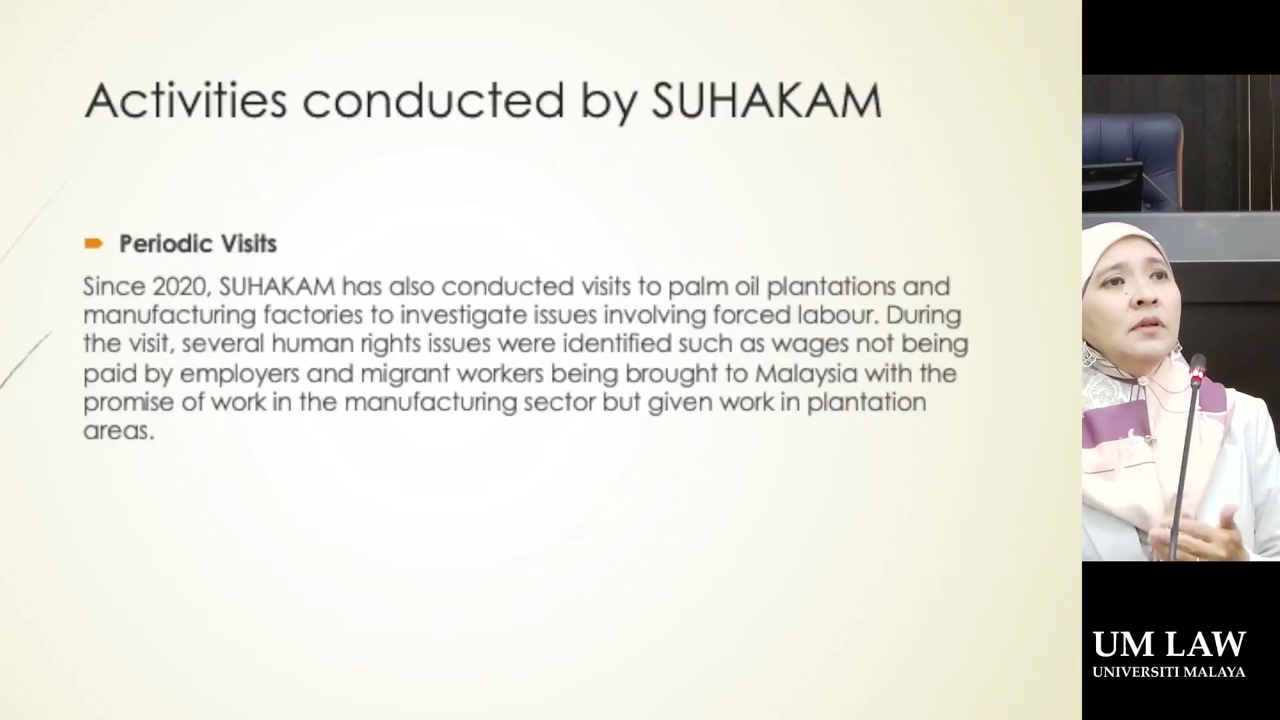 Activities conducted by SUHAKAM
Periodic Visits
Since 2020, SUHAKAM has also conducted visits to palm oil plantations and
manufacturing factories to investigate issues involving forced labour. During
the visit, several human rights issues were identified such as wages not being
paid by employers and migrant workers being brought to Malaysia with the
promise of work in the manufacturing sector but given work in plantation
areas.
UM LAW
UNIVERSITI MALAYA